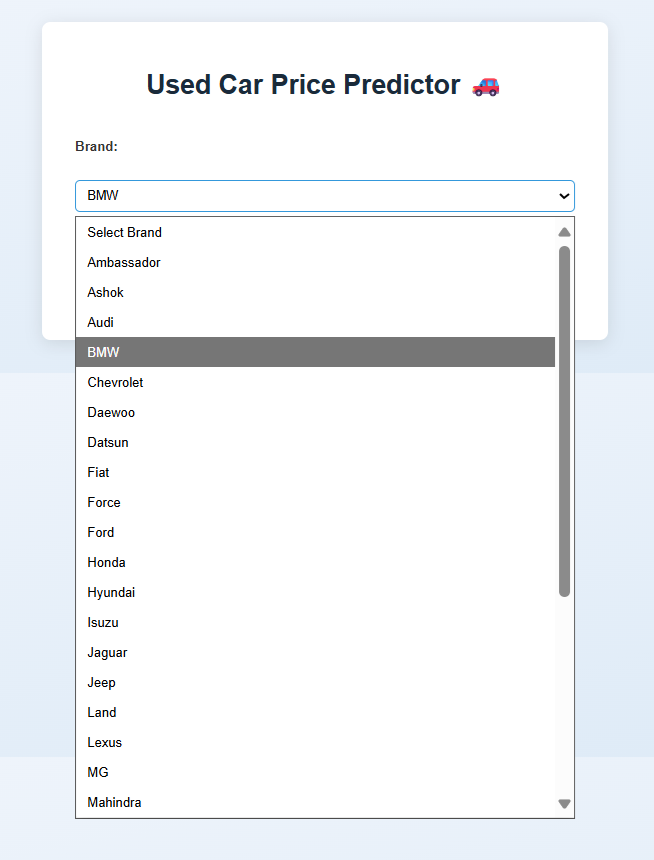 Used Car Price Predictor 🚗
Brand:
BMW
Select Brand
Ambassador
Ashok
Audi
BMW
Chevrolet
Daewoo
Datsun
Fiat
Force
Ford
Honda
Hyundai
Isuzu
Jaguar
Jeep
Land
Lexus
MG
Mahindra